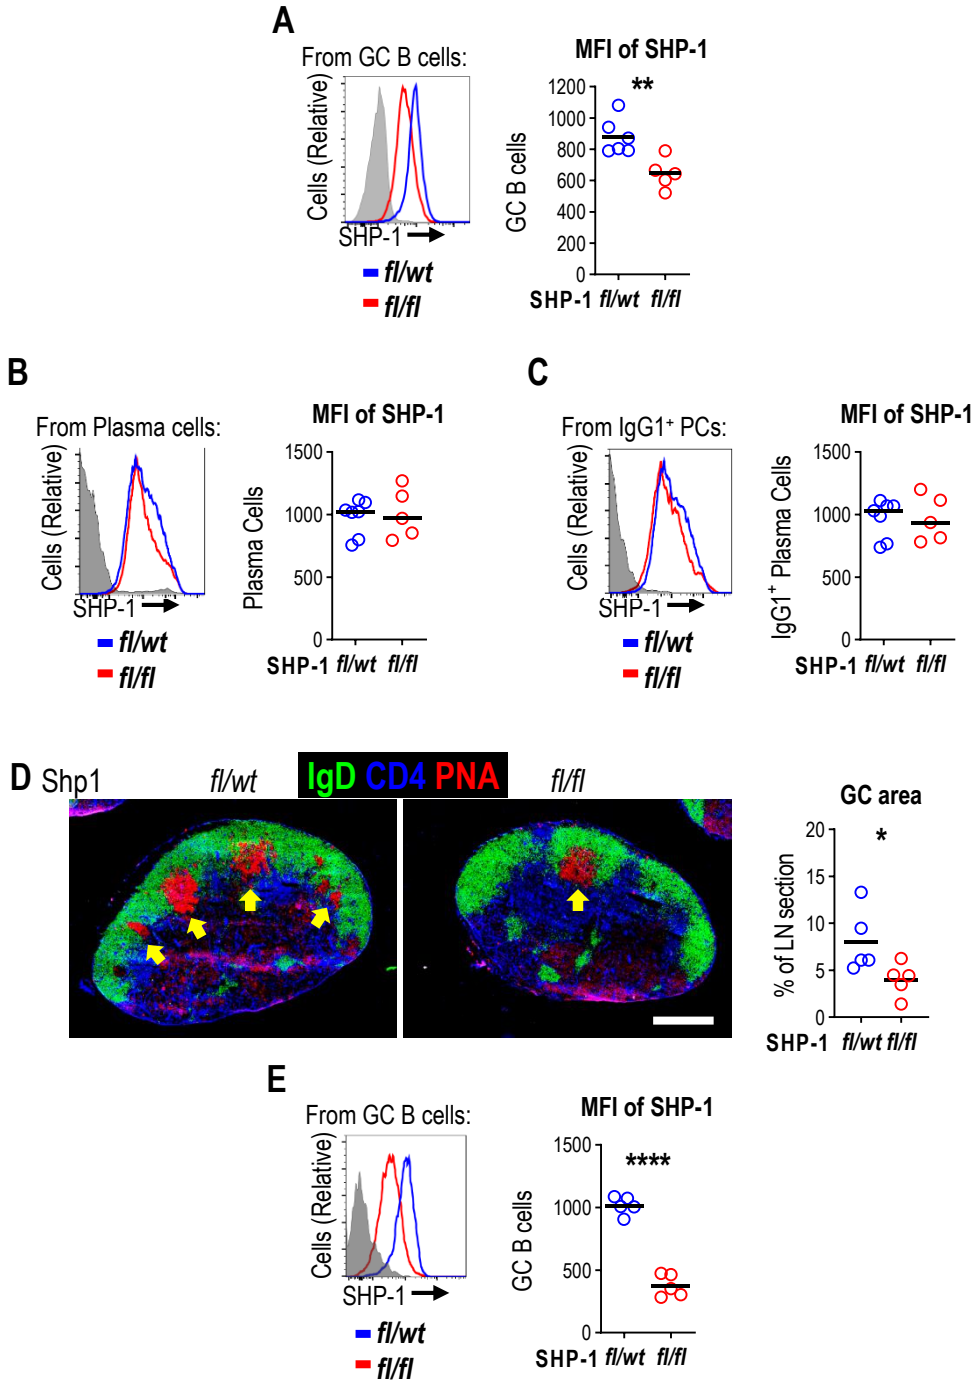 A
From GC B cells:
Cells (Relative)
SHP-1
fl/wt
fl/fl
MFI of SHP-1
**
GC B cells
1200
1000
800
600
400
200
0
SHP-1 fl/wt fl/fl
B
From Plasma cells:
Cells (Relative)
SHP-1
fl/wt
fl/fl
MFI of SHP-1
Plasma Cells
1500
1000
500
0
SHP-1 fl/wt fl/fl
C
From IgG1+ PCs:
Cells (Relative)
SHP-1
fl/wt
fl/fl
MFI of SHP-1
IgG1+ Plasma Cells
1500
1000
500
0
SHP-1 fl/wt fl/fl
D Shp1 fl/wt IgD CD4 PNA fl/fl
GC area
*
% of LN section
20
15
10
5
0
SHP-1 fl/wt fl/fl
E
From GC B cells:
Cells (Relative)
SHP-1
fl/wt
fl/fl
MFI of SHP-1
****
GC B cells
1500
1000
500
0
SHP-1 fl/wt fl/fl